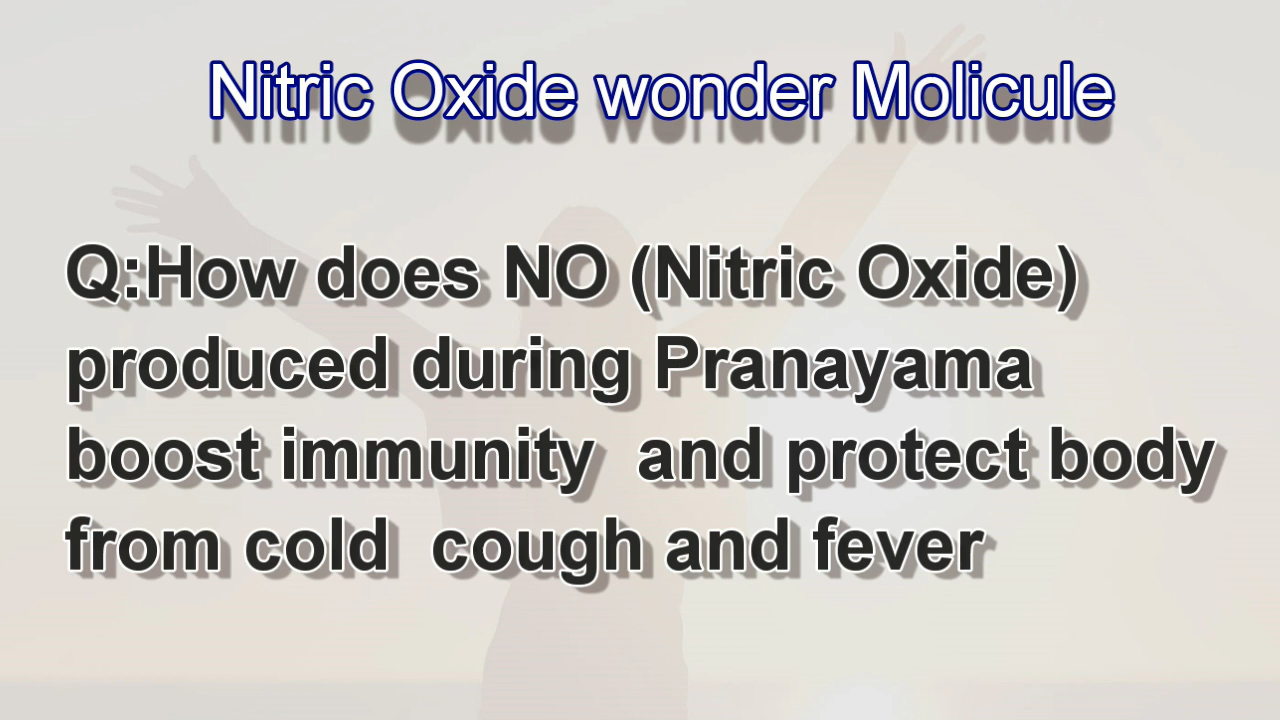 Nitric Oxide wonder Molicule
Q:How does NO (Nitric Oxide)
produced during Pranayama
boost immunity  and protect body
from cold  cough and fever